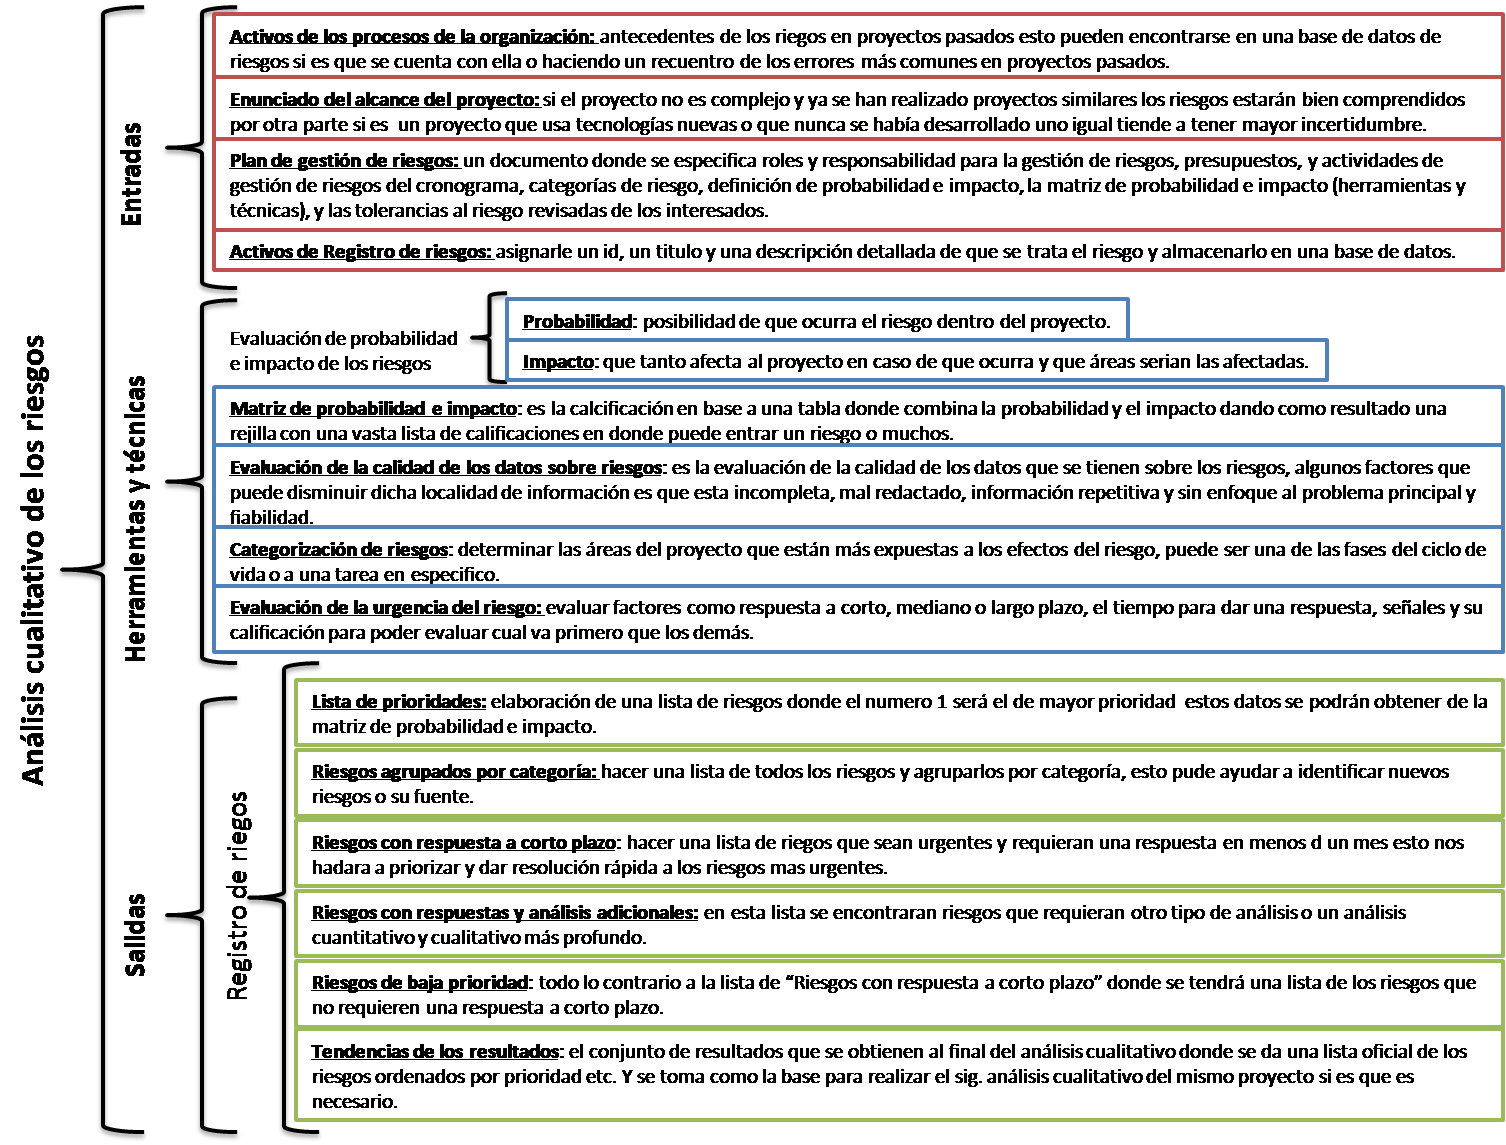 Análisis cualitativo de los riesgos
Entradas
Activos de los procesos de la organización: antecedentes de los riegos en proyectos pasados esto pueden encontrarse en una base de datos de
riesgos si es que se cuenta con ella o haciendo un recuento de los errores más comunes en proyectos pasados.
Enunciado del alcance del proyecto: si el proyecto no es complejo y ya se han realizado proyectos similares los riesgos estarán bien comprendidos
por otra parte si es un proyecto que usa tecnologías nuevas o que nunca se había desarrollado uno igual tiende a tener mayor incertidumbre.
Plan de gestión de riesgos: un documento donde se especifica roles y responsabilidad para la gestión de riesgos, presupuestos, y actividades de
gestión de riesgos del cronograma, categorías de riesgo, definición de probabilidad e impacto, la matriz de probabilidad e impacto (herramientas y
técnicas), y las tolerancias al riesgo revisadas de los interesados.
Activos de Registro de riesgos: asignarle un id, un titulo y una descripción detallada de que se trata el riesgo y almacenarlo en una base de datos.
Herramientas y técnicas
Evaluación de probabilidad
e impacto de los riesgos
Probabilidad: posibilidad de que ocurra el riesgo dentro del proyecto.
Impacto: que tanto afecta al proyecto en caso de que ocurra y que áreas serian las afectadas.
Matriz de probabilidad e impacto: es la calcificación en base a una tabla donde combina la probabilidad y el impacto dando como resultado una
rejilla con una vasta lista de calificaciones en donde puede entrar un riesgo o muchos.
Evaluación de la calidad de los datos sobre riesgos: es la evaluación de la calidad de los datos que se tienen sobre los riesgos, algunos factores que
puede disminuir dicha localidad de información es que esta incompleta, mal redactado, información repetitiva y sin enfoque al problema principal y
fiabilidad.
Categorización de riesgos: determinar las áreas del proyecto que están más expuestas a los efectos del riesgo, puede ser una de las fases del ciclo de
vida o a una tarea en especifico.
Evaluación de la urgencia del riesgo: evaluar factores como respuesta a corto, mediano o largo plazo, el tiempo para dar una respuesta, señales y su
calificación para poder evaluar cual va primero que los demás.
Salidas
Registro de riegos
Lista de prioridades: elaboración de una lista de riesgos donde el numero 1 será el de mayor prioridad estos datos se podrán obtener de la
matriz de probabilidad e impacto.
Riesgos agrupados por categoría: hacer una lista de todos los riesgos y agruparlos por categoría, esto pude ayudar a identificar nuevos
riesgos o su fuente.
Riesgos con respuesta a corto plazo: hacer una lista de riegos que sean urgentes y requieran una respuesta en menos d un mes esto nos
hadara a priorizar y dar resolución rápida a los riesgos mas urgentes.
Riesgos con respuestas y análisis adicionales: en esta lista se encontraran riesgos que requieran otro tipo de análisis o un análisis
cuantitativo y cualitativo más profundo.
Riesgos de baja prioridad: todo lo contrario a la lista de “Riesgos con respuesta a corto plazo” donde se tendrá una lista de los riesgos que
no requieren una respuesta a corto plazo.
Tendencias de los resultados: el conjunto de resultados que se obtienen al final del análisis cualitativo donde se da una lista oficial de los
riesgos ordenados por prioridad etc. Y se toma como la base para realizar el sig. análisis cualitativo del mismo proyecto si es que es
necesario.